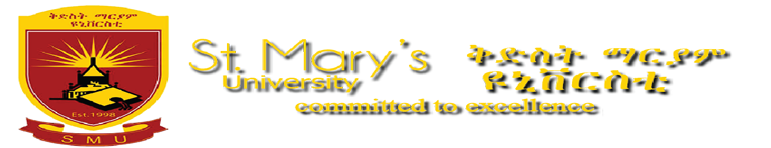 ቅድስት ማርያም
ዩኒቨርስቲ
Est.1998
SMU
St. Mary's
University
ቅድስት ማርያም
ዩኒቨርስቲ
committed to excellence